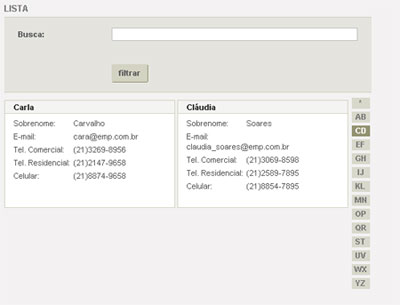 LISTA
Busca:
filtrar
Carla
Sobrenome: Carvalho
E-mail: cara@emp.com.br
Tel. Comercial: (21)3269-8956
Tel. Residencial: (21)2147-9658
Celular: (21)8874-9658
Cláudia
Sobrenome: Soares
E-mail:
claudia_soares@emp.com.br
Tel. Comercial: (21)3069-8598
Tel. Residencial: (21)2589-7895
Celular: (21)8854-7895
*
AB
CD
EF
GH
IJ
KL
MN
OP
QR
ST
UV
WX
YZ